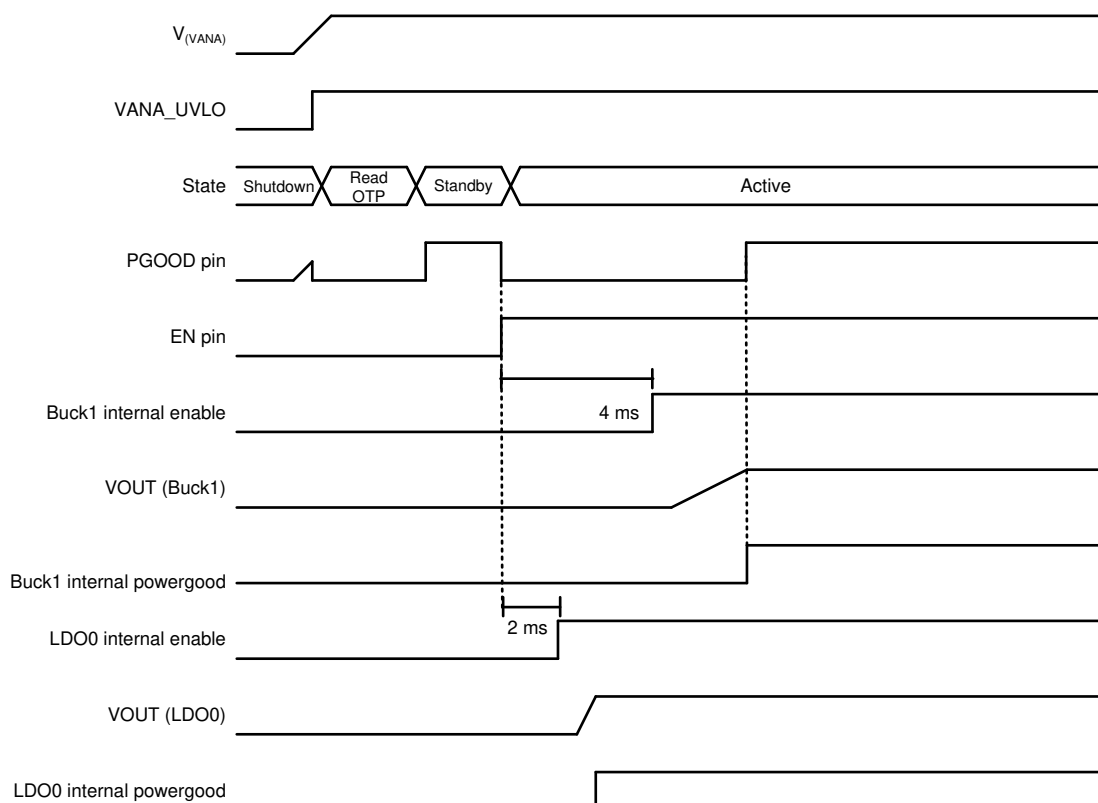 V(VANA)
VANA_UVLO
State
Shutdown
Read
OTP
Standby
Active
PGOOD pin
EN pin
Buck1 internal enable
4 ms
VOUT (Buck1)
Buck1 internal powergood
2 ms
LDO0 internal enable
VOUT (LDO0)
LDO0 internal powergood